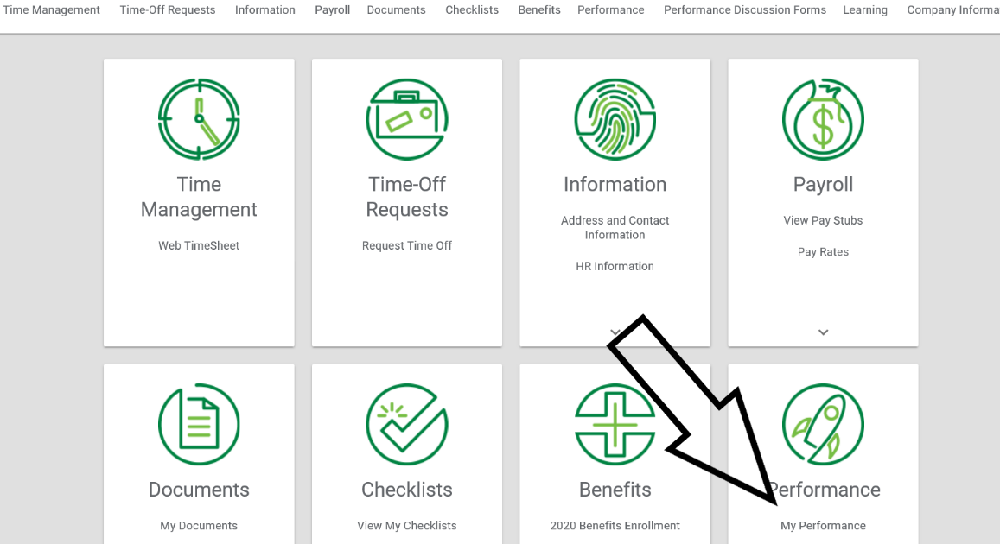 Time Management Time-Off Requests Information Payroll Documents Checklists Benefits Performance Performance Discussion Forms Learning Company Informa
Time
Management
Web TimeSheet
Time-Off
Requests
Request Time Off
Information
Address and Contact
Information
HR Information
Payroll
View Pay Stubs
Pay Rates
Documents
My Documents
Checklists
View My Checklists
Benefits
2020 Benefits Enrollment
Performance
My Performance